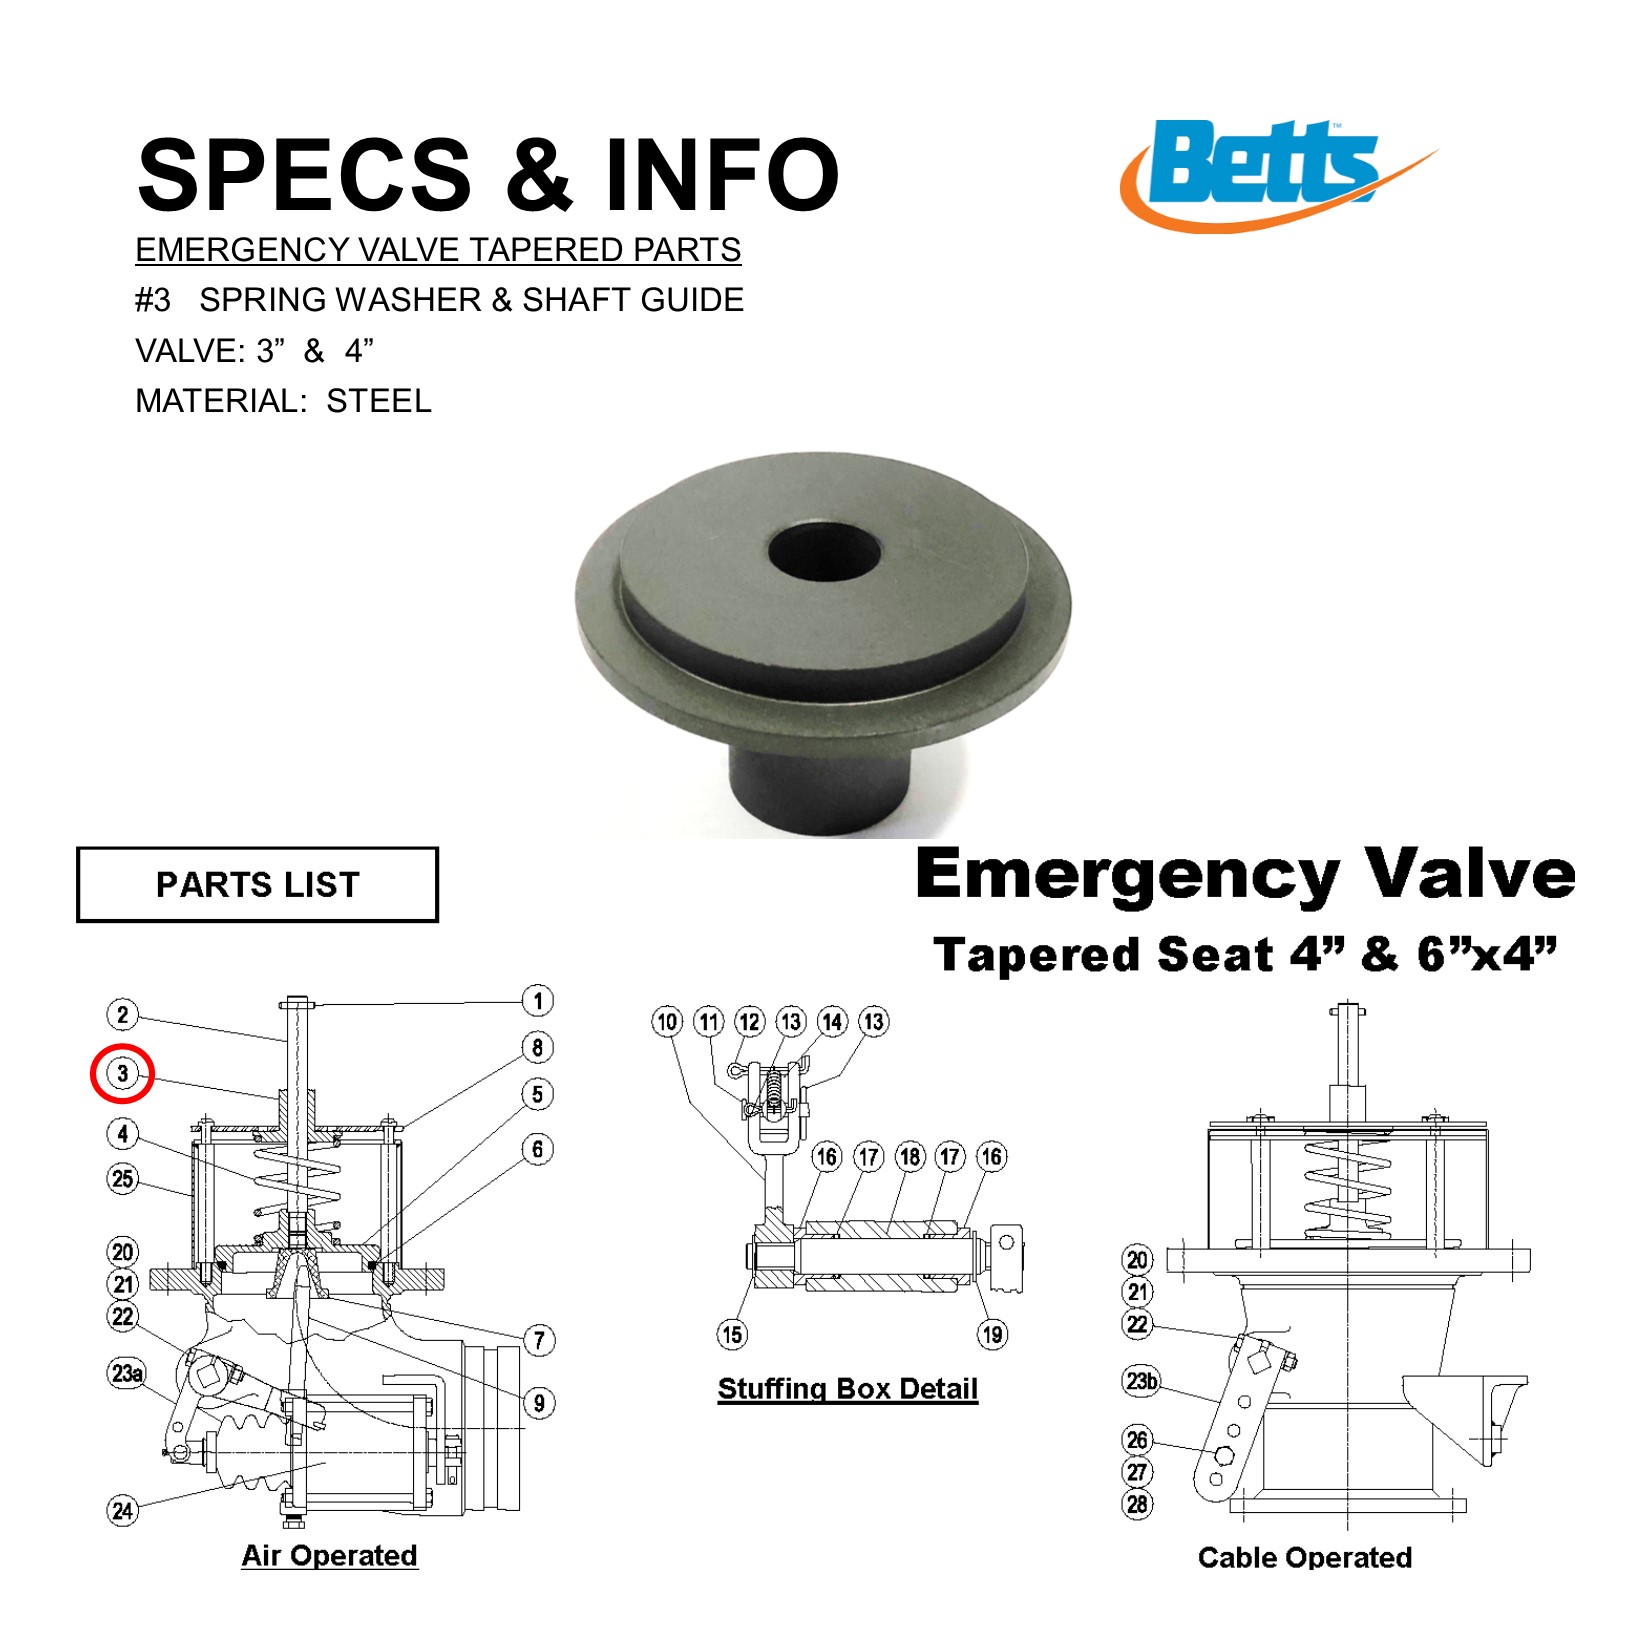 SPECS & INFO
Betts™
EMERGENCY VALVE TAPERED PARTS
#3 SPRING WASHER & SHAFT GUIDE
VALVE: 3” & 4”
MATERIAL: STEEL
PARTS LIST
Emergency Valve
Tapered Seat 4” & 6”x4”
1
2
8
3
5
4
6
25
20
21
22
7
23a
9
24
Air Operated
10 11 12 13 14 13
16 17 18 17 16
15 19
Stuffing Box Detail
20
21
22
23b
26
27
28
Cable Operated